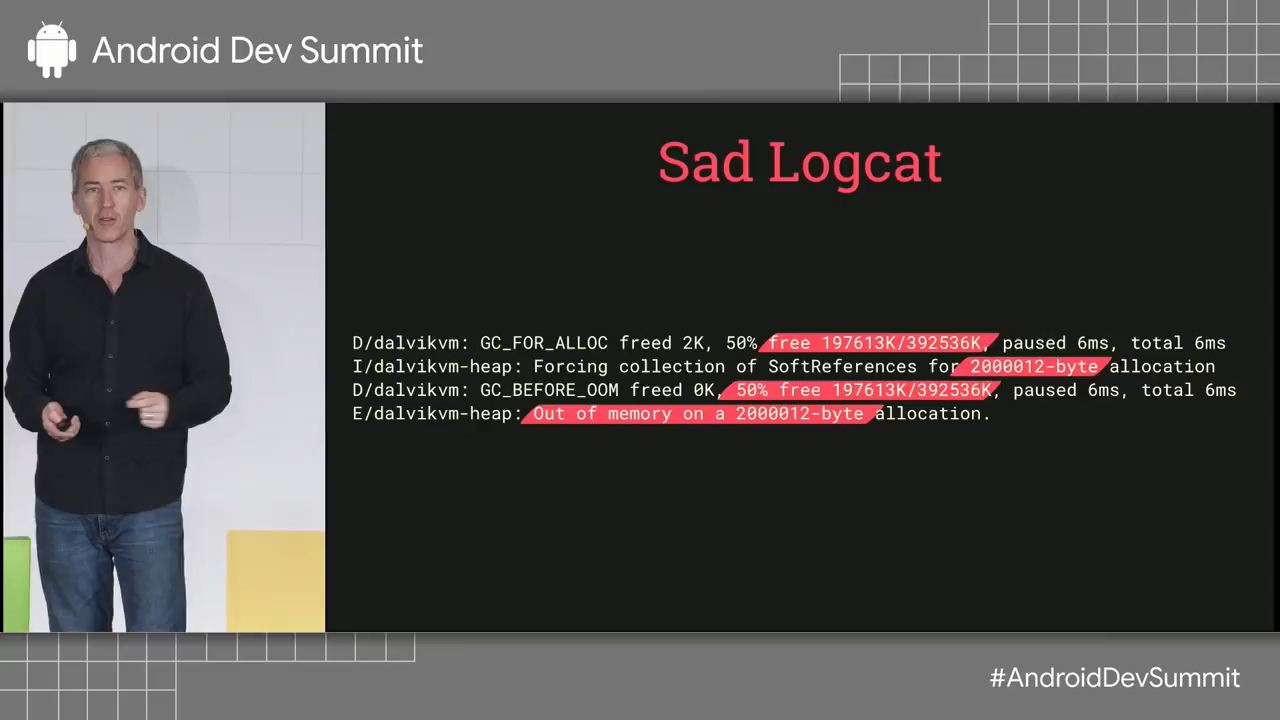 Android Dev Summit
Sad Logcat
D/dalvikvm: GC_FOR_ALLOC freed 2K, 50% free 197613K/392536K, paused 6ms, total 6ms
I/dalvikvm-heap: Forcing collection of SoftReferences for 2000012-byte allocation
D/dalvikvm: GC_BEFORE_OOM freed 0K, 50% free 197613K/392536K, paused 6ms, total 6ms
E/dalvikvm-heap: Out of memory on a 2000012-byte allocation.
#AndroidDevSummit